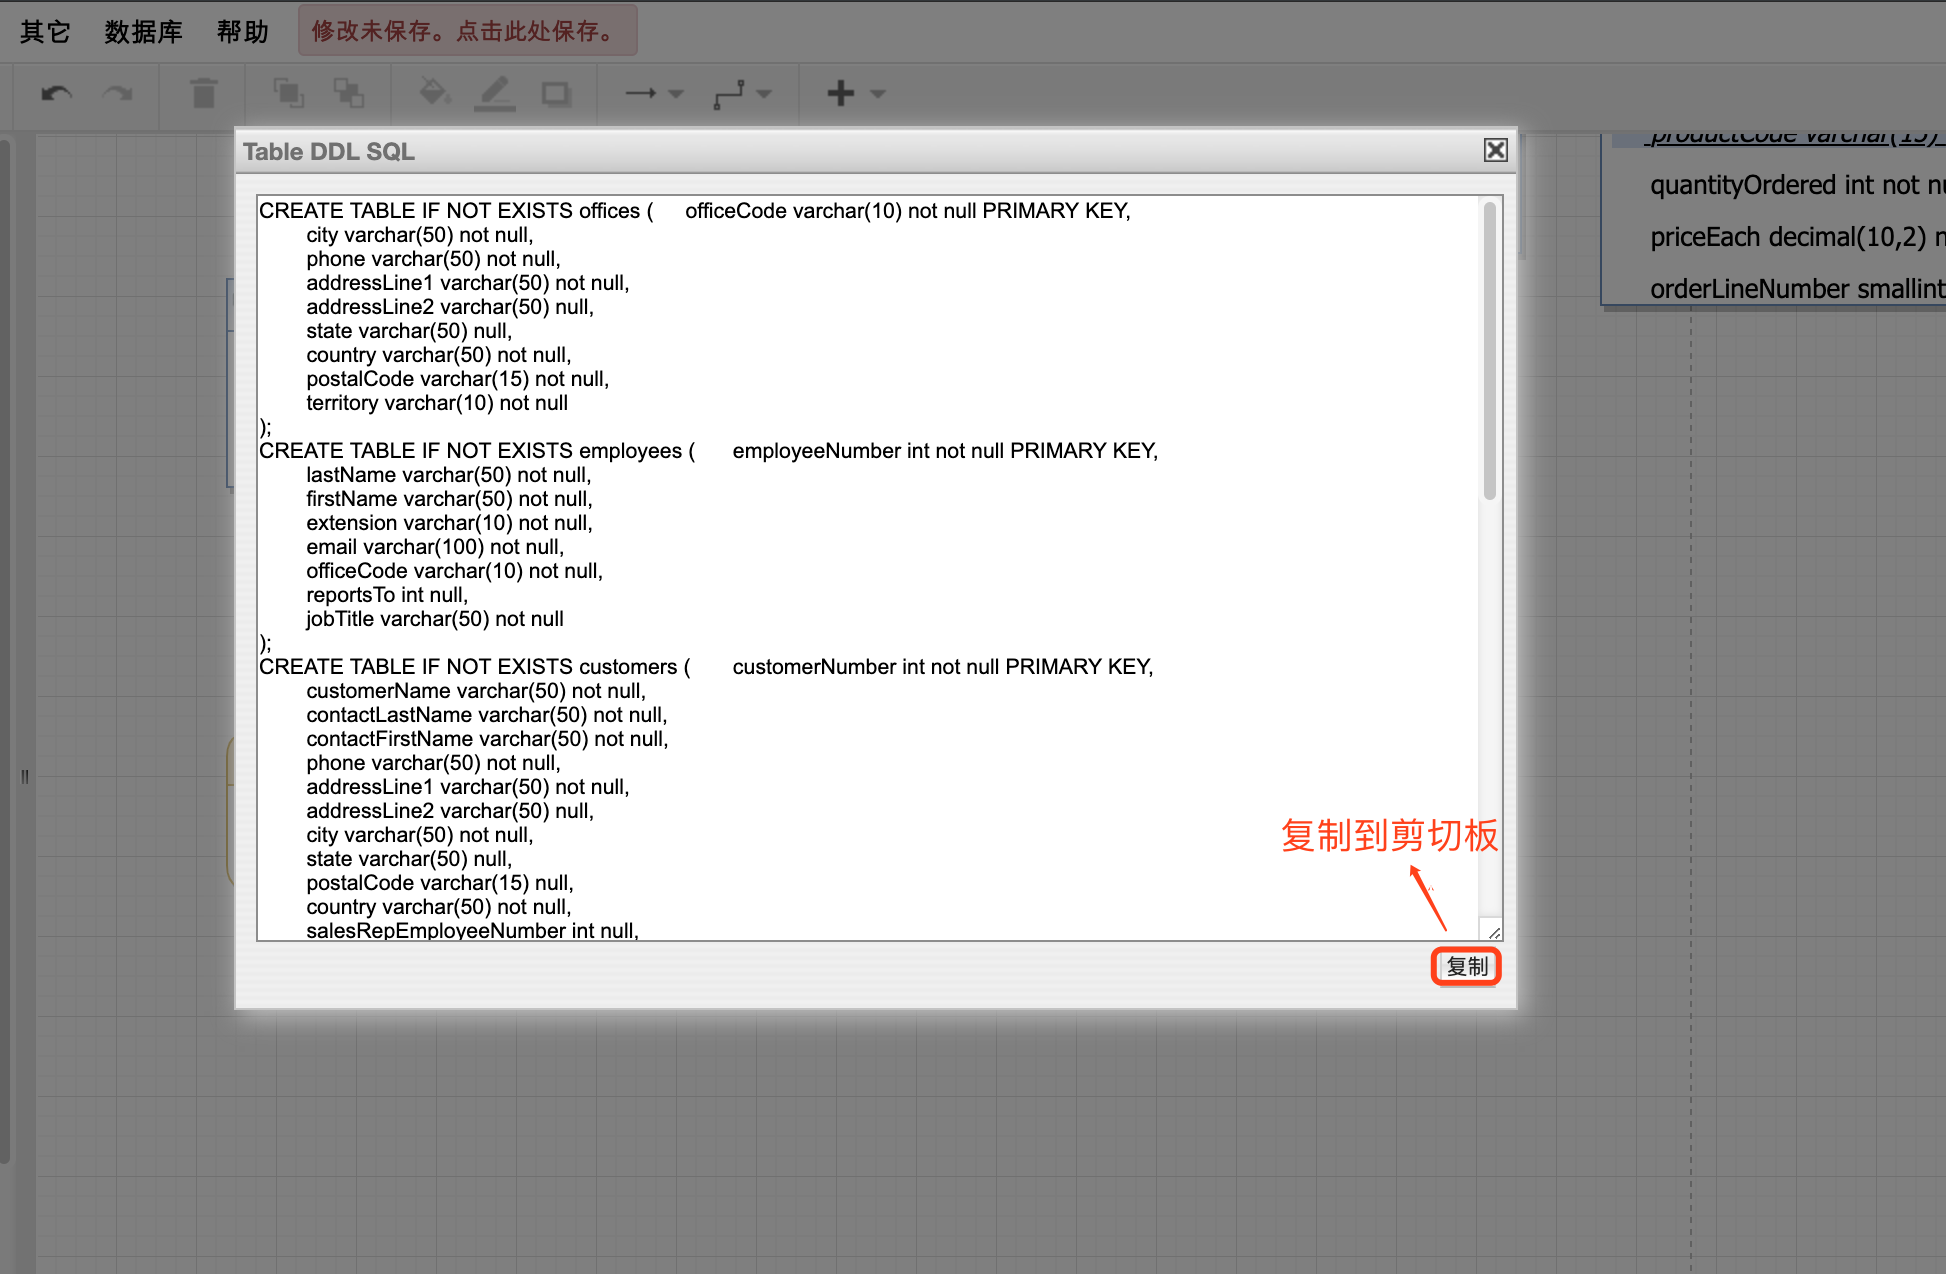 其它 数据库 帮助 修改未保存。点击此处保存。
Table DDL SQL
productCode varchar(15)
quantityOrdered int not
priceEach decimal(10,2)
orderLineNumber smallint
CREATE TABLE IF NOT EXISTS offices ( officeCode varchar(10) not null PRIMARY KEY,
city varchar(50) not null,
phone varchar(50) not null,
addressLine1 varchar(50) not null,
addressLine2 varchar(50) null,
state varchar(50) null,
country varchar(50) not null,
postalCode varchar(15) not null,
territory varchar(10) not null
);
CREATE TABLE IF NOT EXISTS employees ( employeeNumber int not null PRIMARY KEY,
lastName varchar(50) not null,
firstName varchar(50) not null,
extension varchar(10) not null,
email varchar(100) not null,
officeCode varchar(10) not null,
reportsTo int null,
jobTitle varchar(50) not null
);
CREATE TABLE IF NOT EXISTS customers ( customerNumber int not null PRIMARY KEY,
customerName varchar(50) not null,
contactLastName varchar(50) not null,
contactFirstName varchar(50) not null,
phone varchar(50) not null,
addressLine1 varchar(50) not null,
addressLine2 varchar(50) null,
city varchar(50) not null,
state varchar(50) null,
postalCode varchar(15) null,
country varchar(50) not null,
salesRepEmployeeNumber int null,
复制到剪切板
复制